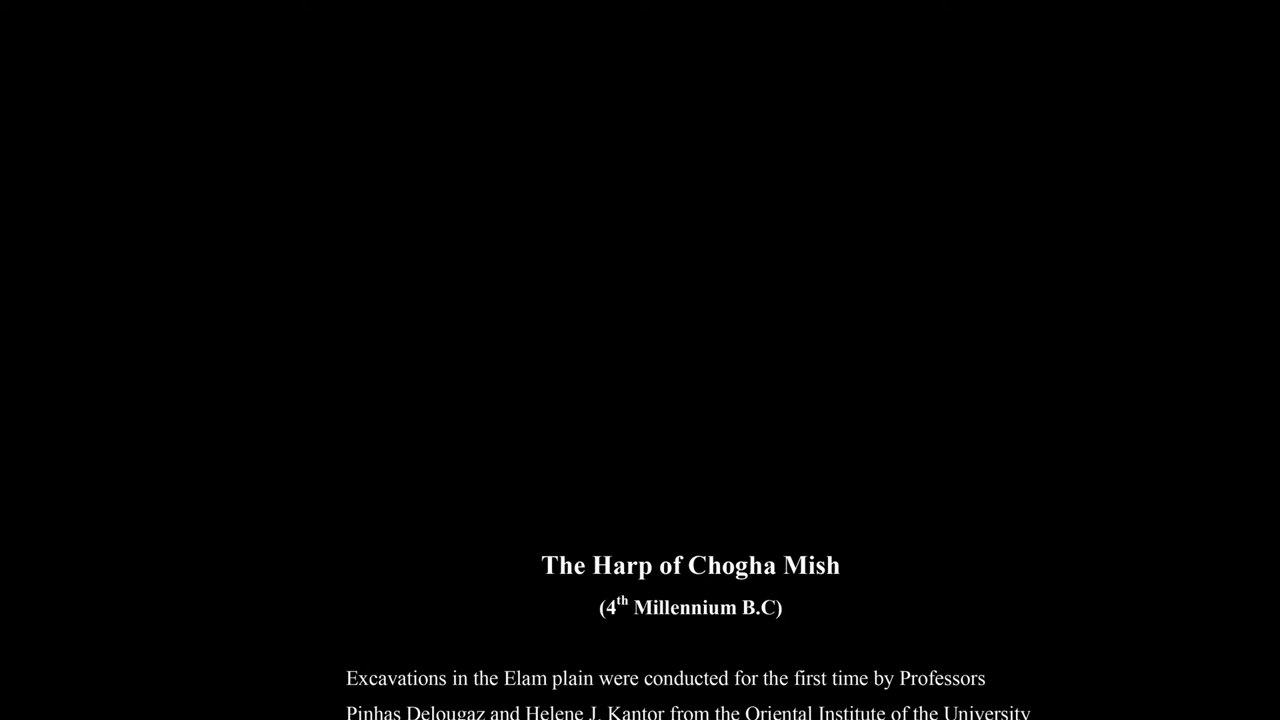 The Harp of Chogha Mish
(4th Millennium B.C)
Excavations in the Elam plain were conducted for the first time by Professors
Pinhas Delougaz and Helene J. Kantor from the Oriental Institute of the University